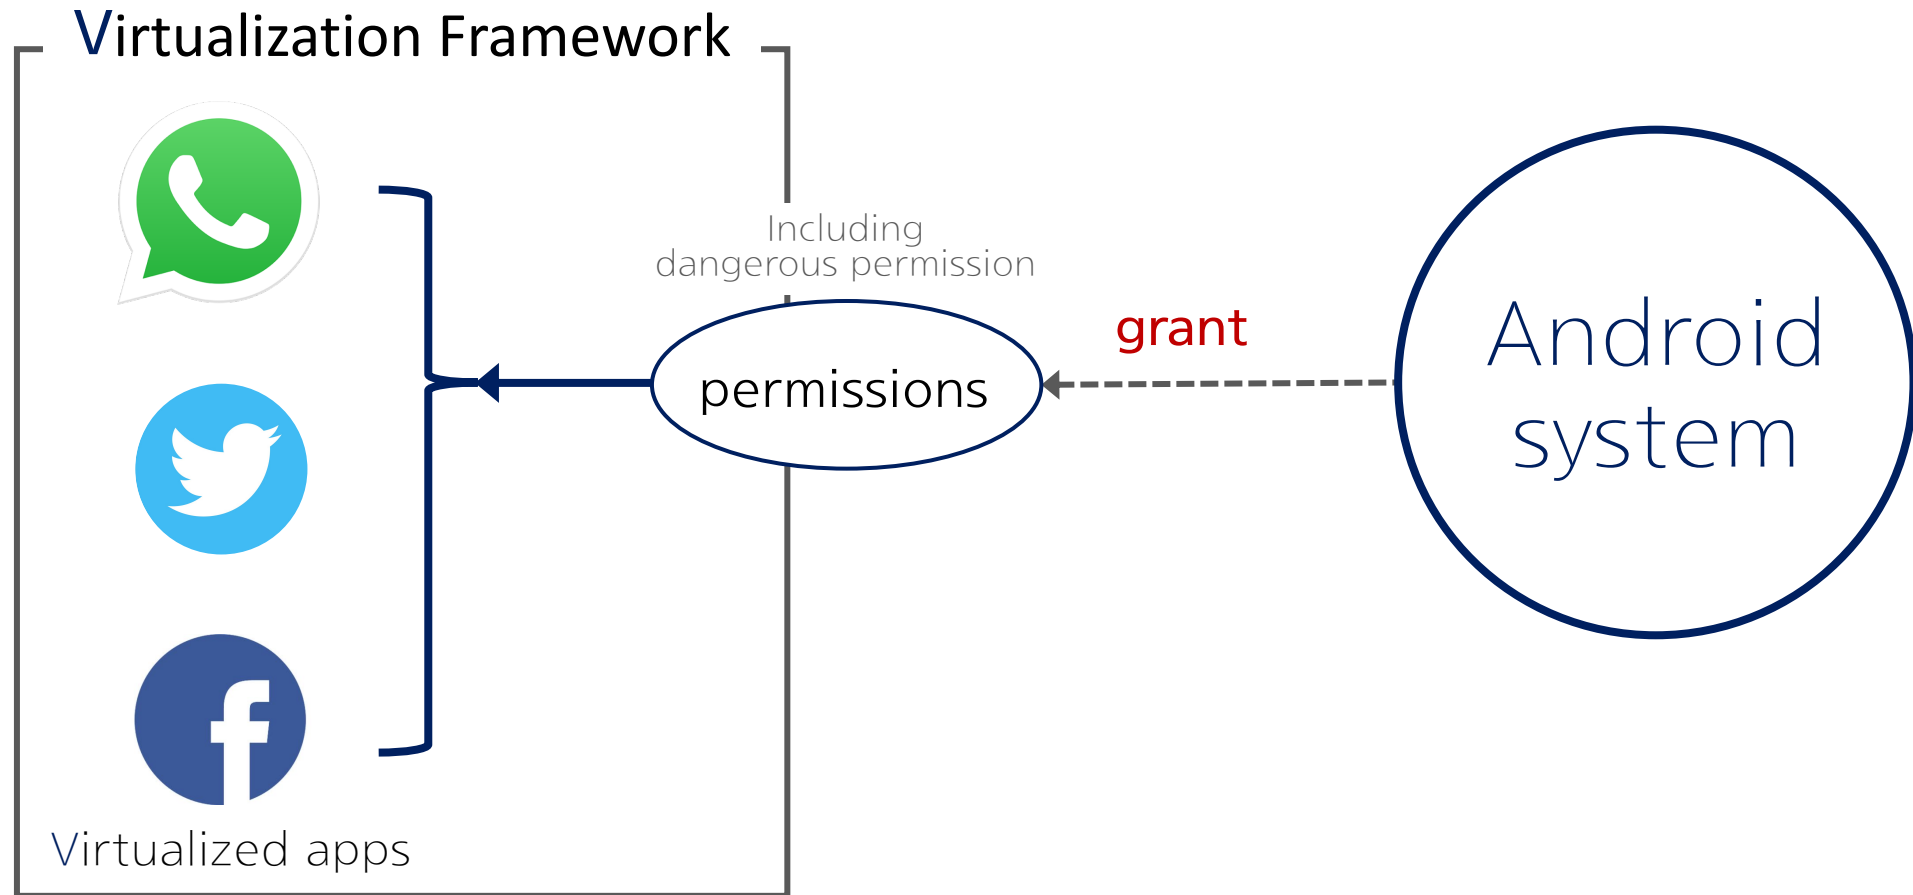 Virtualization Framework
Including
dangerous permission
grant
permissions
Android
system
Virtualized apps